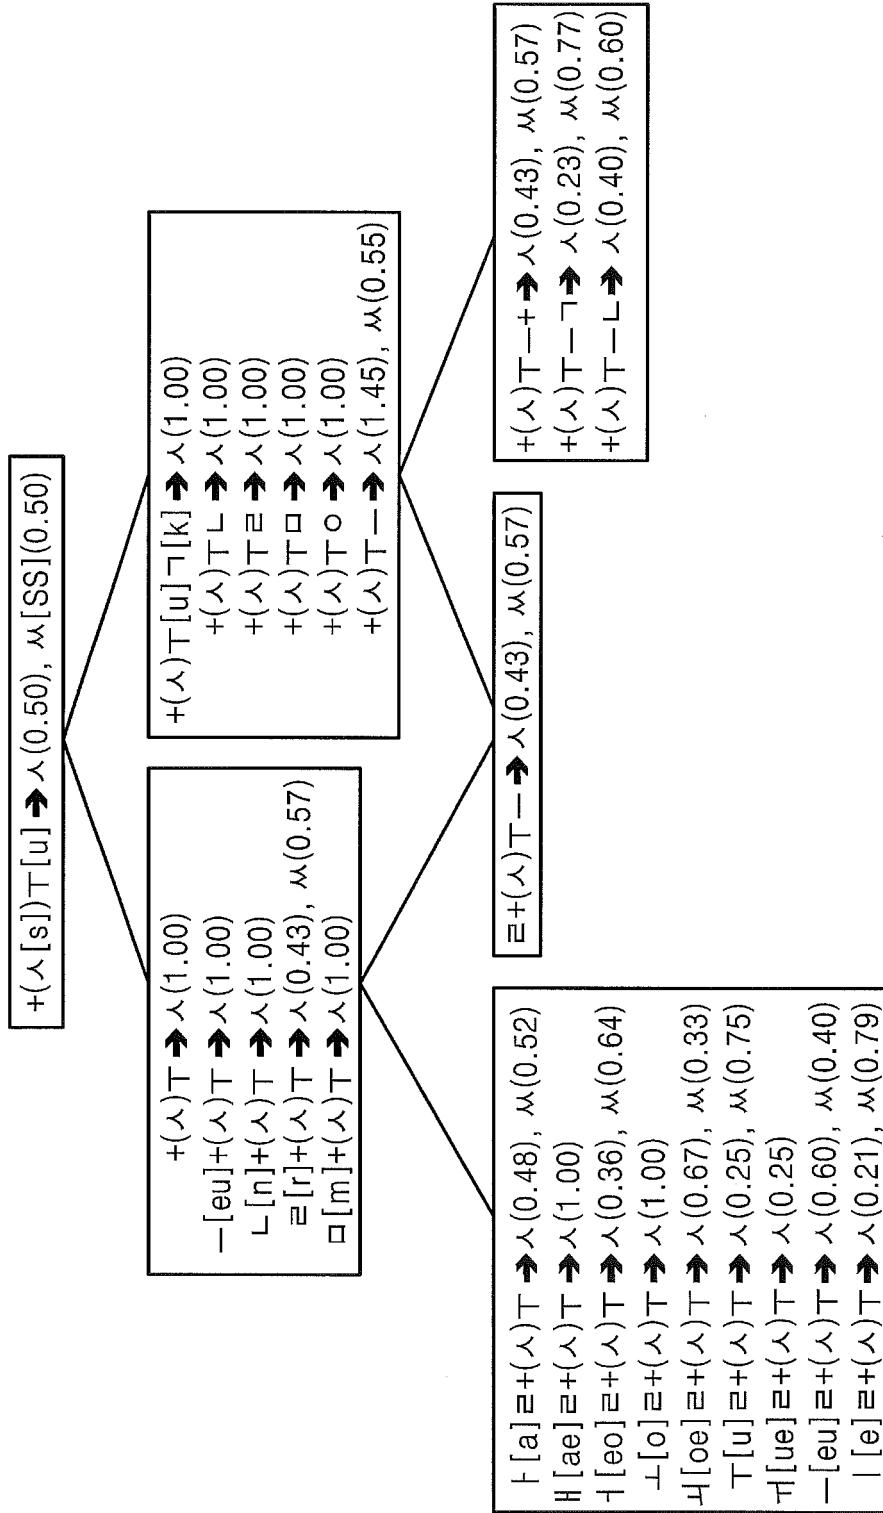 +(ㅅ[s])ㅜ[u]➔ㅅ(0.50), ㅆ[SS](0.50)
+(ㅅ)ㅜ➔ㅅ(1.00)
ㅡ[eu]+(ㅅ)ㅜ➔ㅅ(1.00)
ㄴ[n]+(ㅅ)ㅜ➔ㅅ(1.00)
ㄹ[r]+(ㅅ)ㅜ➔ㅅ(0.43), ㅆ(0.57)
ㅁ[m]+(ㅅ)ㅜ➔ㅅ(1.00)
+(ㅅ)ㅜ[u]ㄱ[k]➔ㅅ(1.00)
+(ㅅ)ㅜㄴ➔ㅅ(1.00)
+(ㅅ)ㅜㄹ➔ㅅ(1.00)
+(ㅅ)ㅜㅁ➔ㅅ(1.00)
+(ㅅ)ㅜㅇ➔ㅅ(1.00)
+(ㅅ)ㅜㅡ➔ㅅ(1.45), ㅆ(0.55)
ㅏ[a]ㄹ+(ㅅ)ㅜ➔ㅅ(0.48), ㅆ(0.52)
ㅐ[ae]ㄹ+(ㅅ)ㅜ➔ㅅ(1.00)
ㅓ[eo]ㄹ+(ㅅ)ㅜ➔ㅅ(0.36), ㅆ(0.64)
ㅗ[o]ㄹ+(ㅅ)ㅜ➔ㅅ(1.00)
ㅚ[oe]ㄹ+(ㅅ)ㅜ➔ㅅ(0.67), ㅆ(0.33)
ㅜ[u]ㄹ+(ㅅ)ㅜ➔ㅅ(0.25), ㅆ(0.75)
ㅟ[ue]ㄹ+(ㅅ)ㅜ➔ㅅ(0.25)
ㅡ[eu]ㄹ+(ㅅ)ㅜ➔ㅅ(0.60), ㅆ(0.40)
ㅣ[e]ㄹ+(ㅅ)ㅜ➔ㅅ(0.21), ㅆ(0.79)
ㄹ+(ㅅ)ㅜㅡ➔ㅅ(0.43), ㅆ(0.57)
+(ㅅ)ㅜㅡ+➔ㅅ(0.43), ㅆ(0.57)
+(ㅅ)ㅜㅡㄱ➔ㅅ(0.23), ㅆ(0.77)
+(ㅅ)ㅜㅡㄴ➔ㅅ(0.40), ㅆ(0.60)